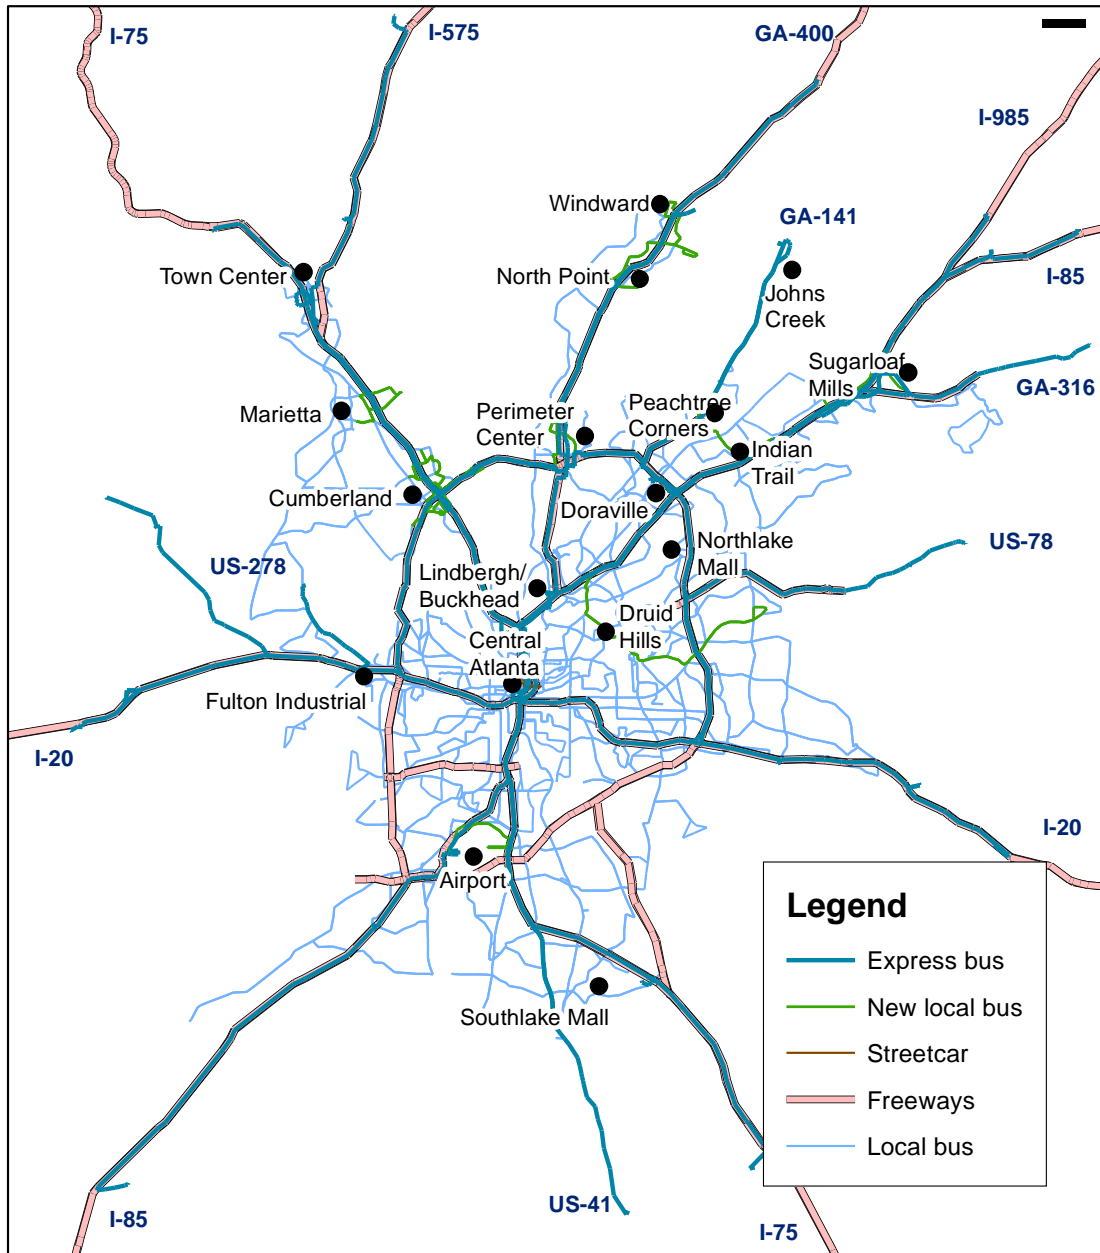 I-75
I-575
GA-400
I-985
Windward
GA-141
Town Center
North Point
I-85
Johns
Creek
Sugarloaf
Mills
GA-316
Marietta
Perimeter
Center
Peachtree
Corners
Indian
Trail
Cumberland
Doraville
Northlake
Mall
US-78
US-278
Lindbergh/
Buckhead
Druid
Hills
Central
Atlanta
Fulton Industrial
I-20
I-20
Airport
Southlake Mall
US-41
I-85
I-75
Legend
Express bus
New local bus
Streetcar
Freeways
Local bus